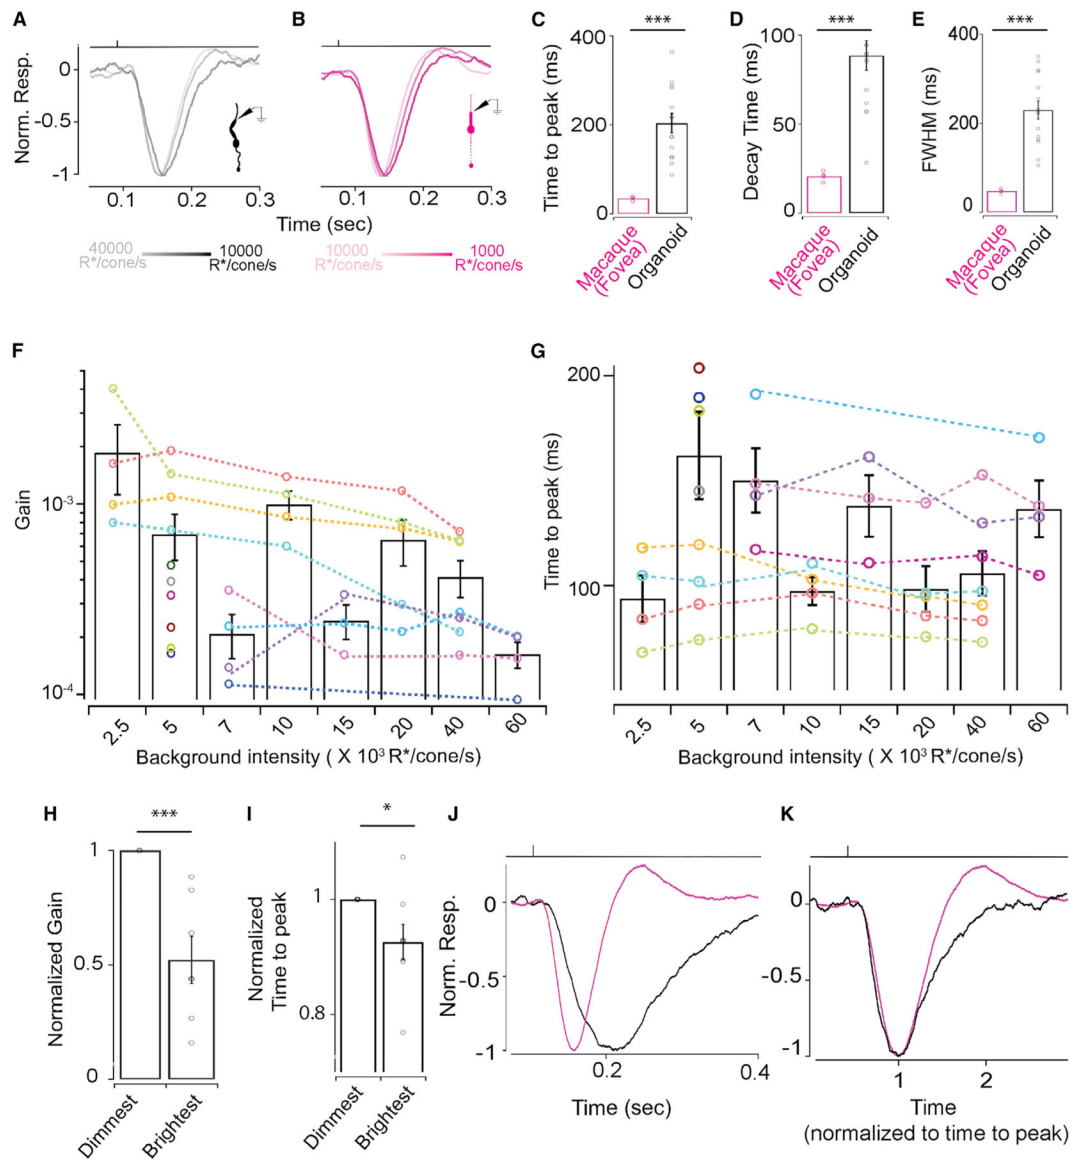 A
Norm. Resp.
0
-0.5
-1
0.1
0.2
0.3
B
0.1
0.2
0.3
Time (sec)
40000
R*/cone/s
10000
R*/cone/s
10000
R*/cone/s
1000
R*/cone/s
C
***
Time to peak (ms)
400
200
0
Macaque
(Fovea)
Organoid
D
***
Decay Time (ms)
100
50
0
Macaque
(Fovea)
Organoid
E
***
FWHM (ms)
400
200
0
Macaque
(Fovea)
Organoid
F
Gain
10-3
10-4
2.5
5
7
10
15
20
40
60
Background intensity ( X 10³ R*/cone/s)
G
Time to peak (ms)
200
100
2.5
5
7
10
15
20
40
60
Background intensity ( X 10³ R*/cone/s)
H
***
Normalized Gain
1
0.5
0
Dimmest
Brightest
I
*
Normalized
Time to peak
1
0.8
Dimmest
Brightest
J
Norm. Resp.
0
-0.5
-1
0.2
0.4
Time (sec)
K
0
-0.5
-1
1
2
Time
(normalized to time to peak)